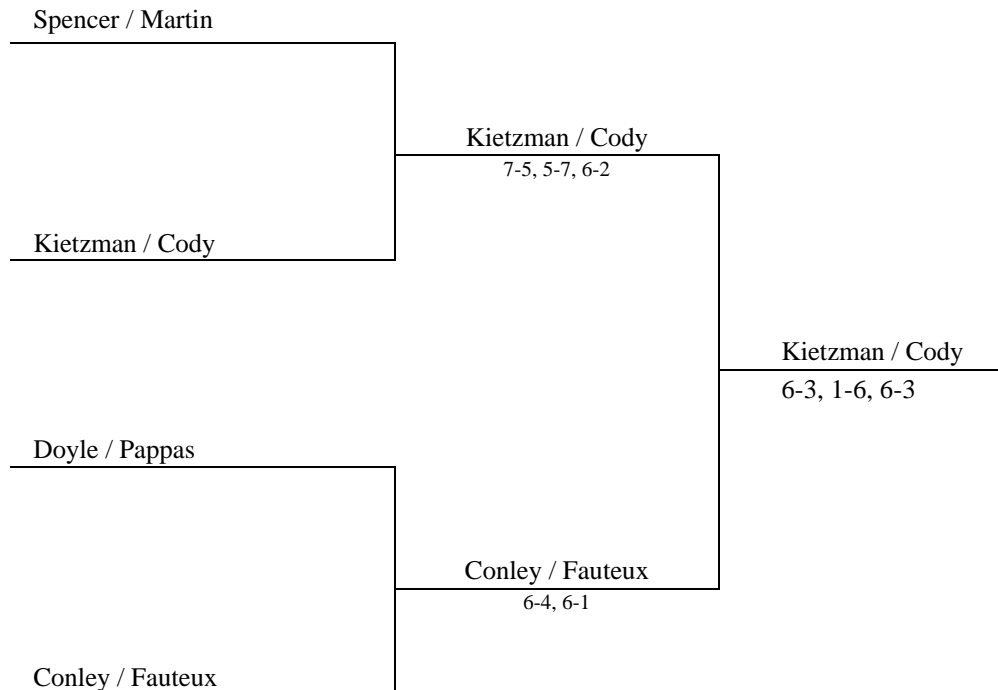 Spencer / Martin
Kietzman / Cody
7-5, 5-7, 6-2
Kietzman / Cody
Kietzman / Cody
6-3, 1-6, 6-3
Doyle / Pappas
Conley / Fauteux
6-4, 6-1
Conley / Fauteux